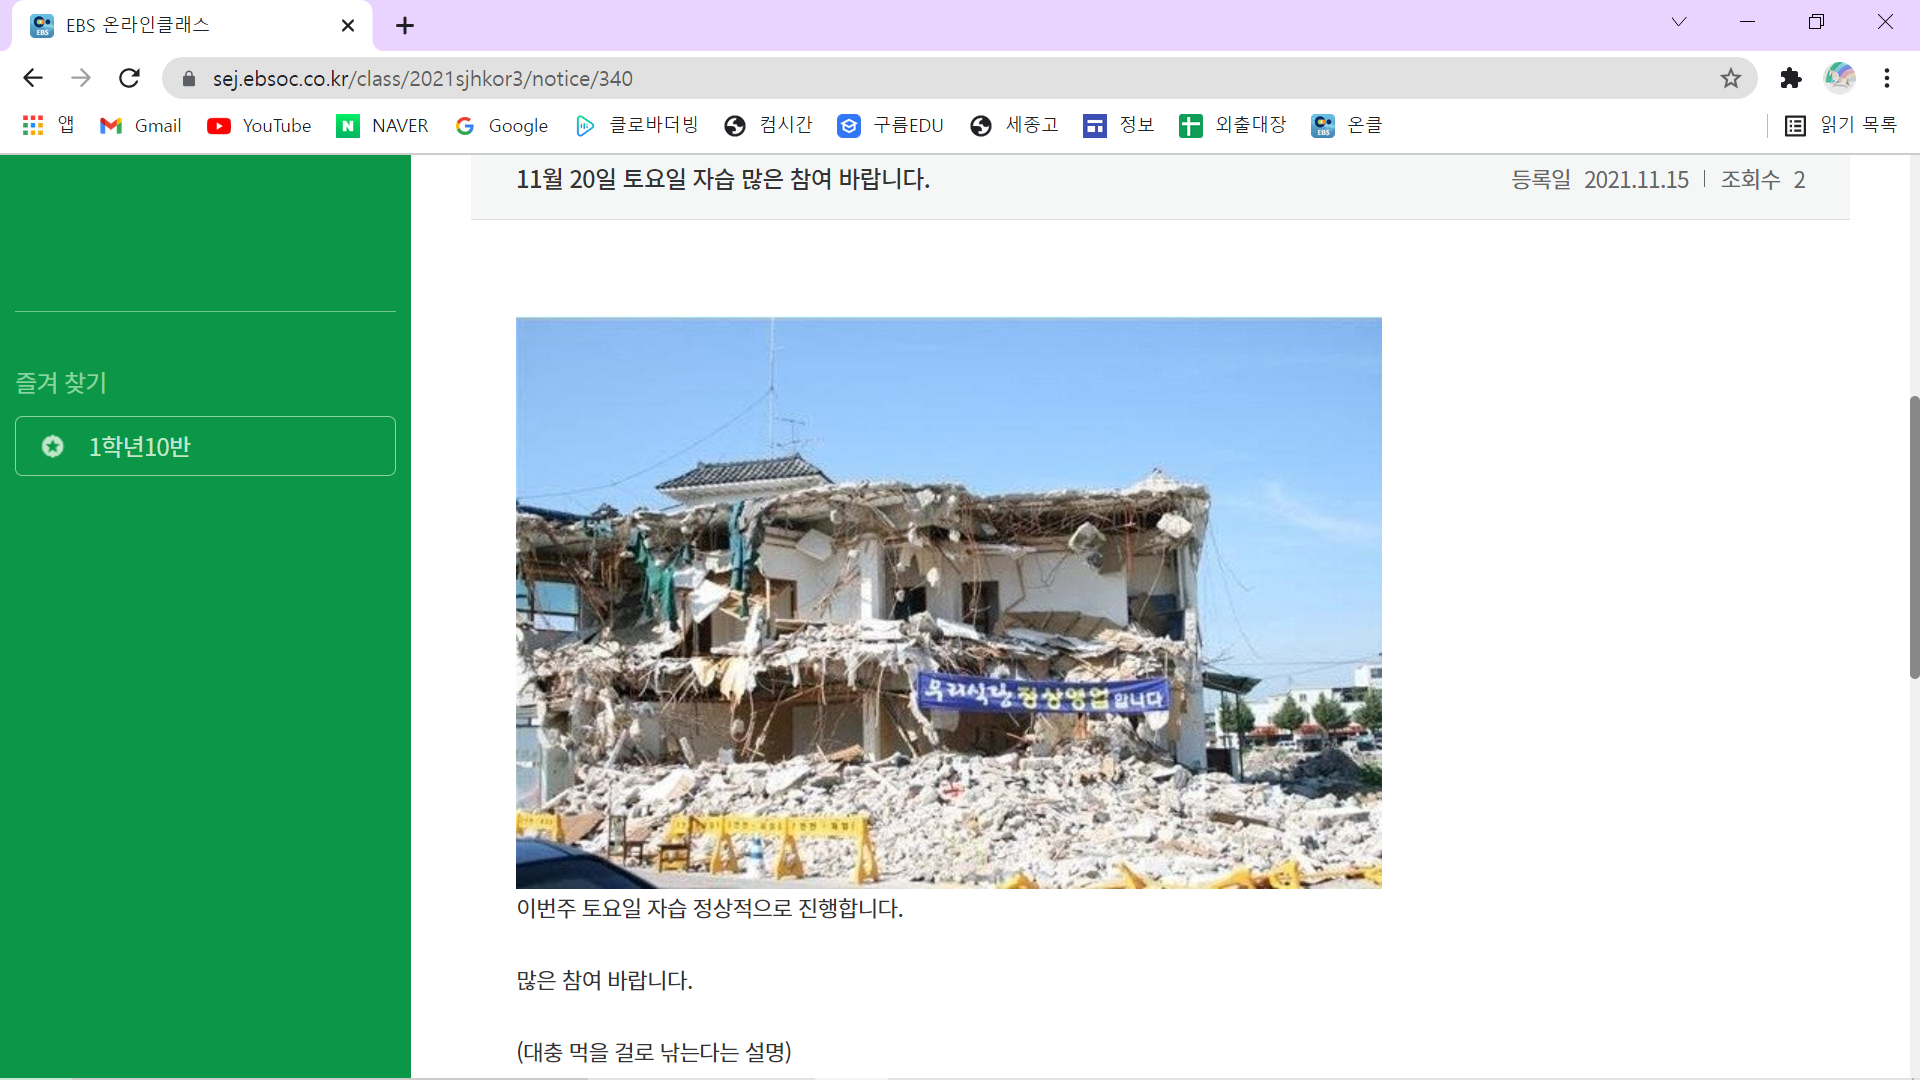 EBS 온라인클래스
sej.ebsoc.co.kr/class/2021sjhkor3/notice/340
앱 Gmail YouTube NAVER Google 클로바더빙 컴시간 구름EDU 세종고 정보 외출대장 온클 읽기 목록
11월 20일 토요일 자습 많은 참여 바랍니다. 등록일 2021.11.15 조회수 2
즐겨 찾기
1학년10반
우리식당 정상영업 합니다
이번주 토요일 자습 정상적으로 진행합니다.
많은 참여 바랍니다.
(대충 먹을 걸로 낚는다는 설명)